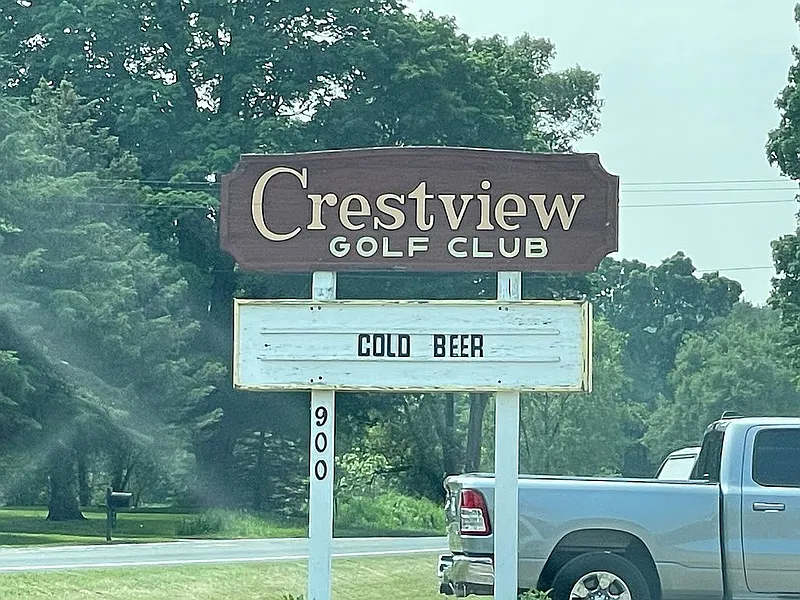 Crestview
GOLF CLUB
COLD BEER
900